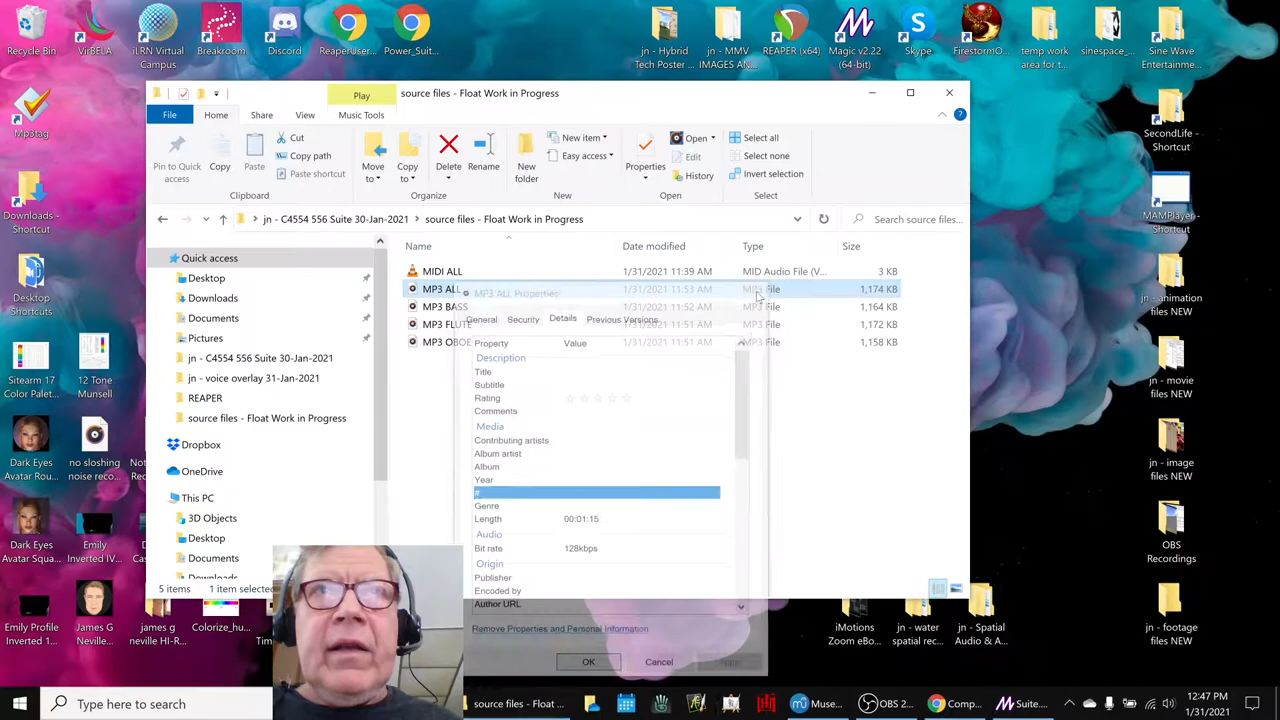 Recycle Bin
VirBELA
iLRN Virtual
Campus
Breakroom...
Discord
ReaperUser...
Power_Suit...
jn - Hybrid
Tech Poster ...
jn - MMV
IMAGES AN...
REAPER (x64)
Magic v2.22
(64-bit)
Skype
FirestormO...
temp work
area for t...
sinespace_...
Sine Wave
Entertainme...
Play
source files - Float Work in Progress
File
Home
Share
View
Music Tools
Pin to Quick
access
Copy
Paste
Cut
Copy path
Paste shortcut
Clipboard
Move
to
Copy
to
Delete
Rename
Organize
New
folder
New item
Easy access
New
Properties
Open
Edit
History
Open
Select all
Select none
Invert selection
Select
jn - C4554 556 Suite 30-Jan-2021
source files - Float Work in Progress
Search source files...
Quick access
Desktop
Downloads
Documents
Pictures
jn - C4554 556 Suite 30-Jan-2021
jn - voice overlay 31-Jan-2021
REAPER
source files - Float Work in Progress
Dropbox
OneDrive
This PC
3D Objects
Desktop
Documents
Downloads
Name
Date modified
Type
Size
MIDI ALL
1/31/2021 11:39 AM
MID Audio File (V...
3 KB
MP3 ALL
1/31/2021 11:53 AM
MP3 File
1,174 KB
MP3 BASS
1/31/2021 11:52 AM
MP3 File
1,164 KB
MP3 FLUTE
1/31/2021 11:51 AM
MP3 File
1,172 KB
MP3 OBOE
1/31/2021 11:51 AM
MP3 File
1,158 KB
MP3 ALL Properties
General
Security
Details
Previous Versions
Property
Value
Description
Title
Subtitle
Rating
Comments
Media
Contributing artists
Album artist
Album
Year
#
Genre
Length
00:01:15
Audio
Bit rate
128kbps
Origin
Publisher
Encoded by
Author URL
Remove Properties and Personal Information
OK
Cancel
Apply
5 items
1 item selected
Mp3tag
Downloads -
Shortcut
Desktop
Shortcuts
Sitearm 17
Color Palet...
12 Tone
Munsell
Dark Eyes
Avatar Rou...
no sloshing
noise reco...
Dark Eyes
Avatar Squa...
Emily
Inverted IV...
Emily Profile
Inverted 1...
James G
Neville...
james g
neville HI-R...
Colorize_hu...
SecondLife -
Shortcut
MAMPlayer -
Shortcut
jn - animation
files NEW
jn - movie
files NEW
jn - image
files NEW
OBS
Recordings
jn - footage
files NEW
iMotions
Zoom eBo...
jn - water
spatial rec...
jn - Spatial
Audio & A...
Type here to search
source files - Float ...
Muse...
OBS 2...
Comp...
Suite....
12:47 PM
1/31/2021